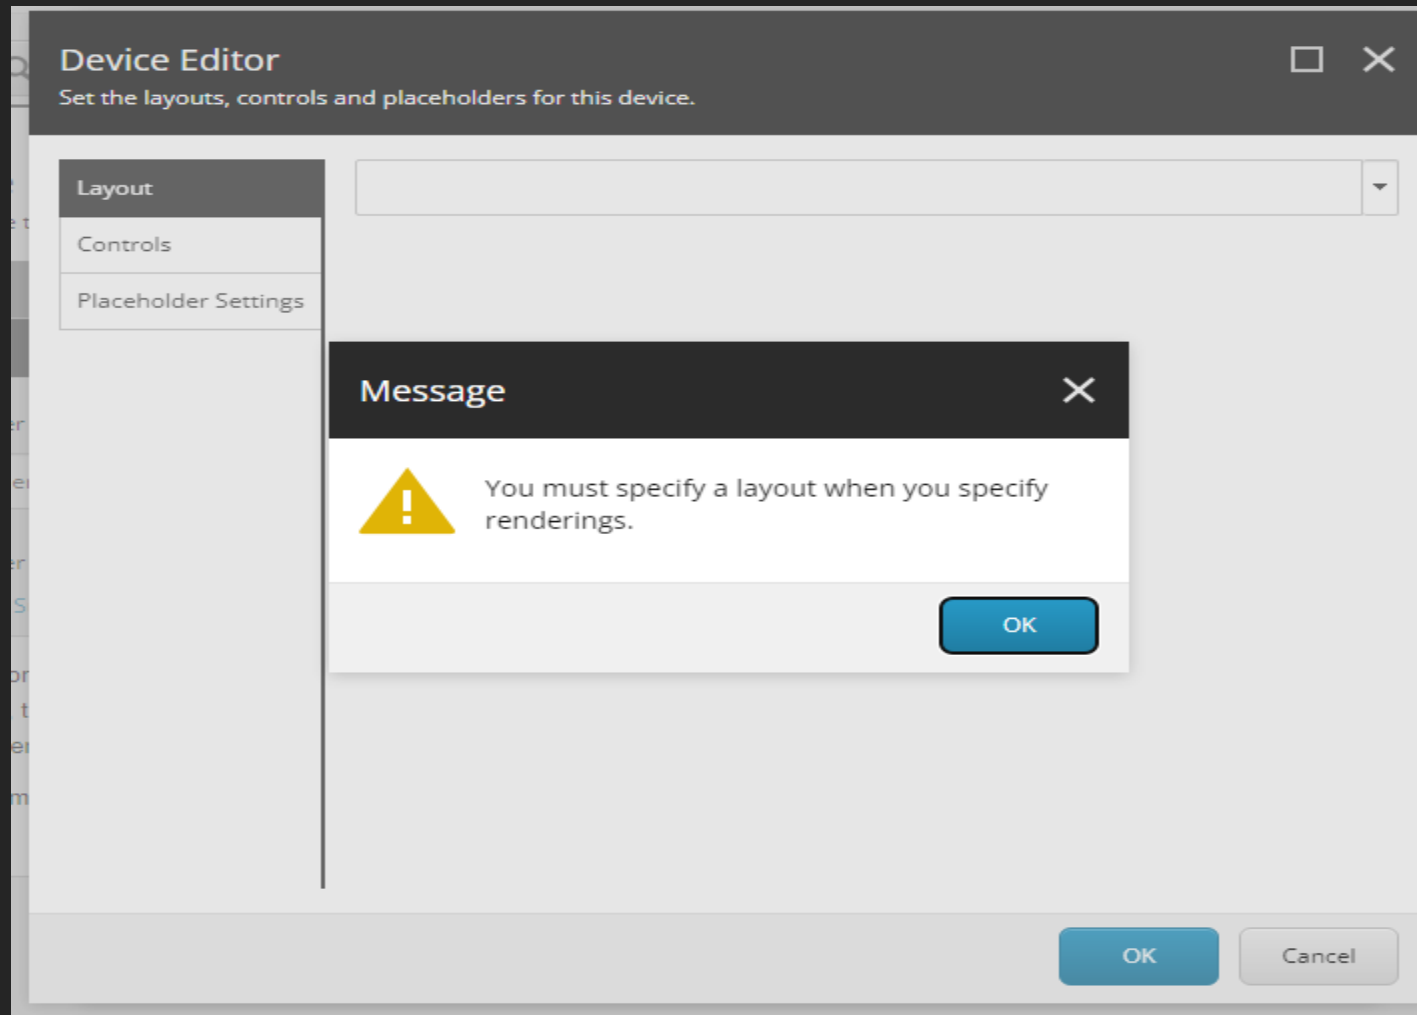 Device Editor
Set the layouts, controls and placeholders for this device.
Layout
Controls
Placeholder Settings
Message
You must specify a layout when you specify
renderings.
OK
OK
Cancel